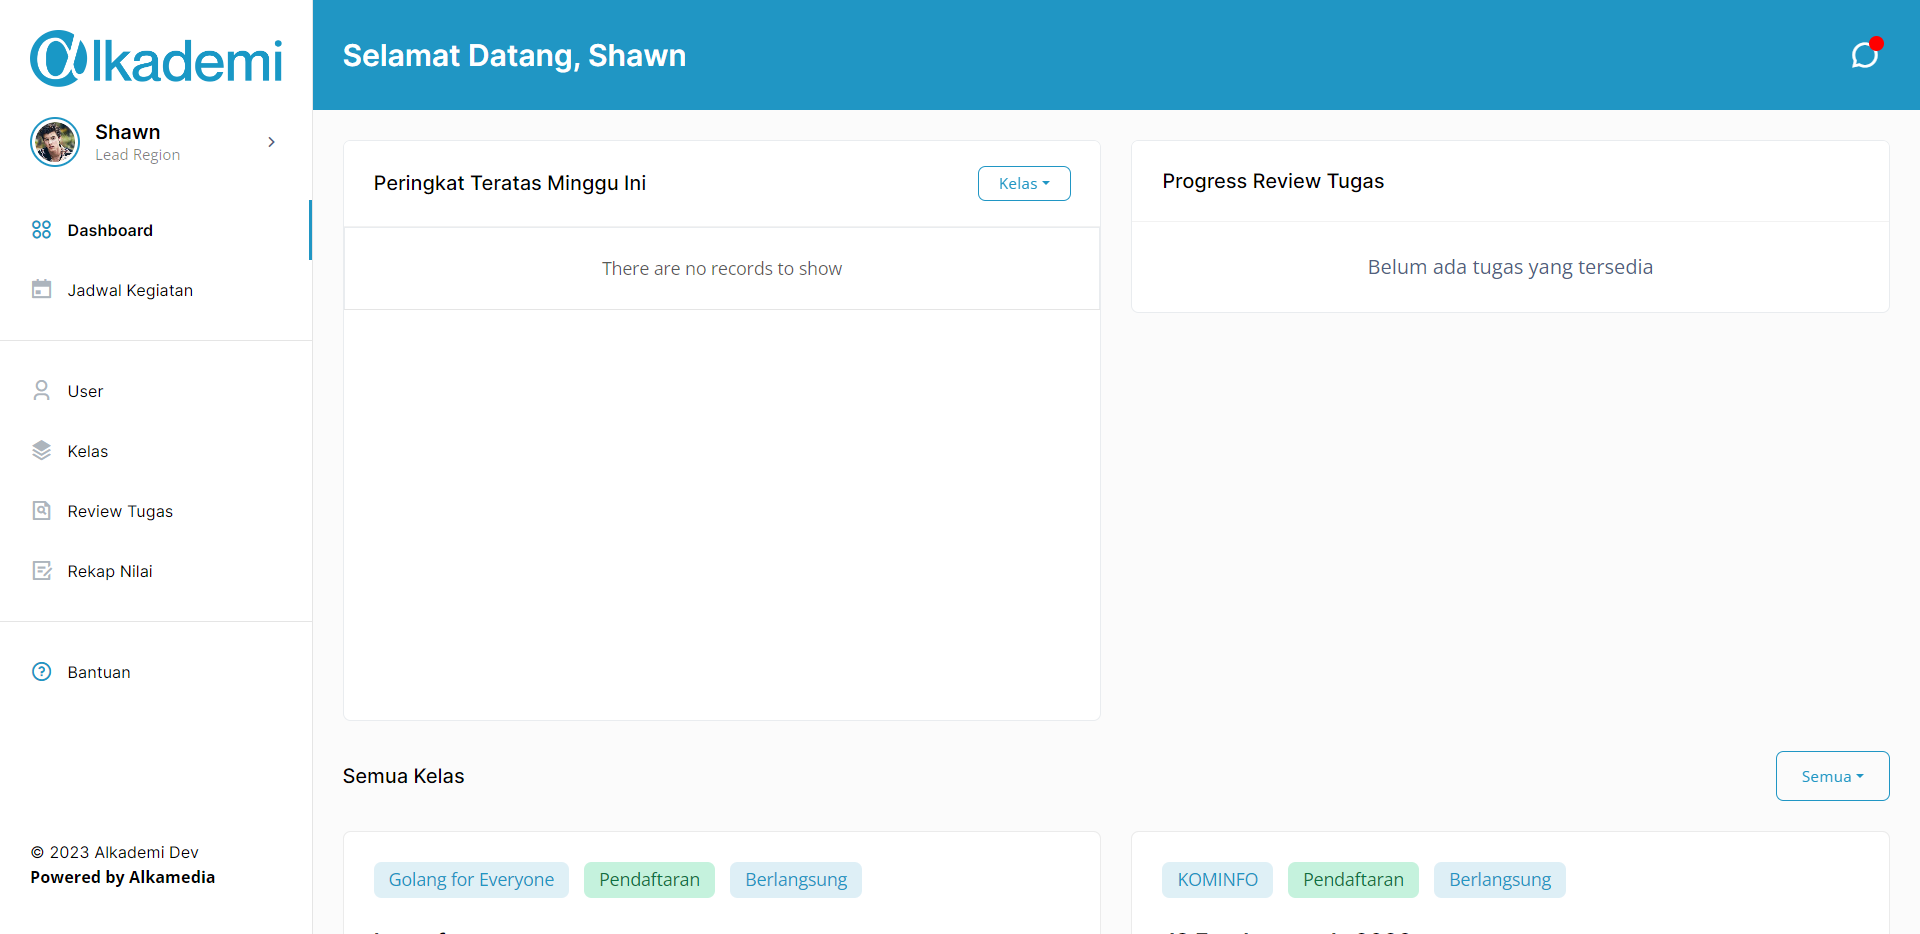 alkademi
Shawn
Lead Region
Dashboard
Jadwal Kegiatan
User
Kelas
Review Tugas
Rekap Nilai
Bantuan
© 2023 Alkademi Dev
Powered by Alkamedia
Selamat Datang, Shawn
Peringkat Teratas Minggu Ini
Kelas
There are no records to show
Progress Review Tugas
Belum ada tugas yang tersedia
Semua Kelas
Semua
Golang for Everyone Pendaftaran Berlangsung
KOMINFO Pendaftaran Berlangsung